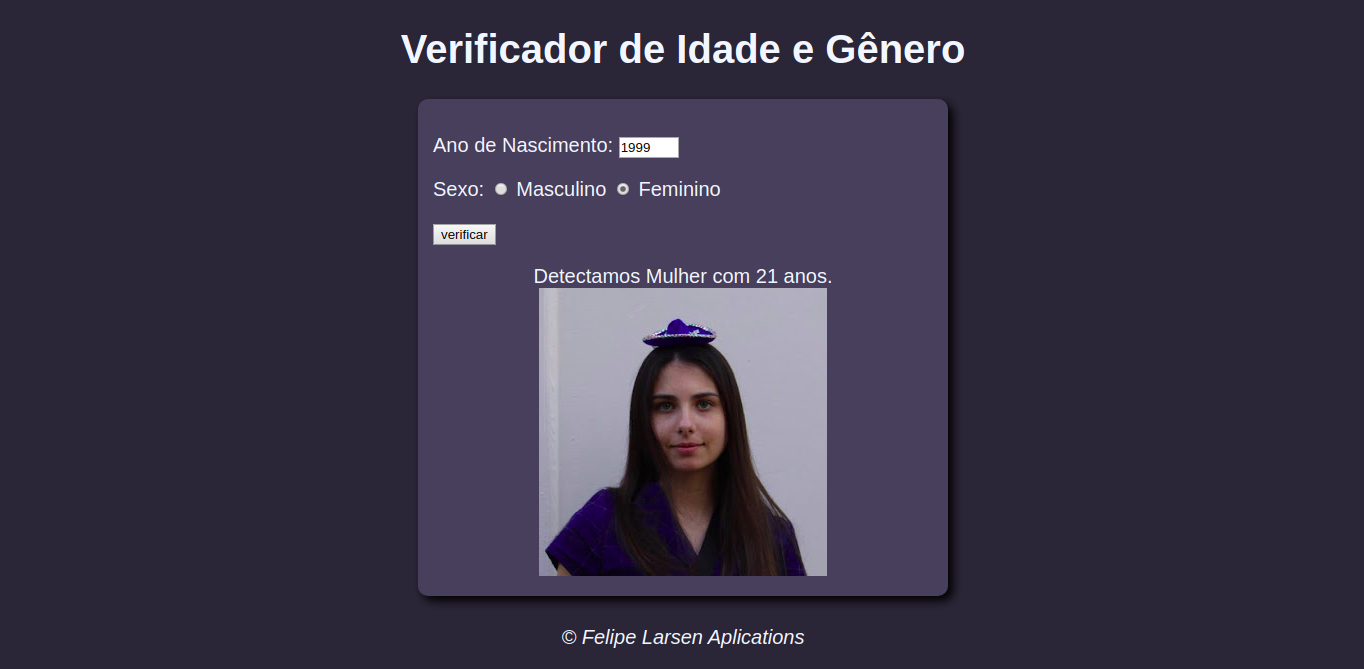 Verificador de Idade e Gênero
Ano de Nascimento: 1999
Sexo: Masculino Feminino
verificar
Detectamos Mulher com 21 anos.
© Felipe Larsen Aplications